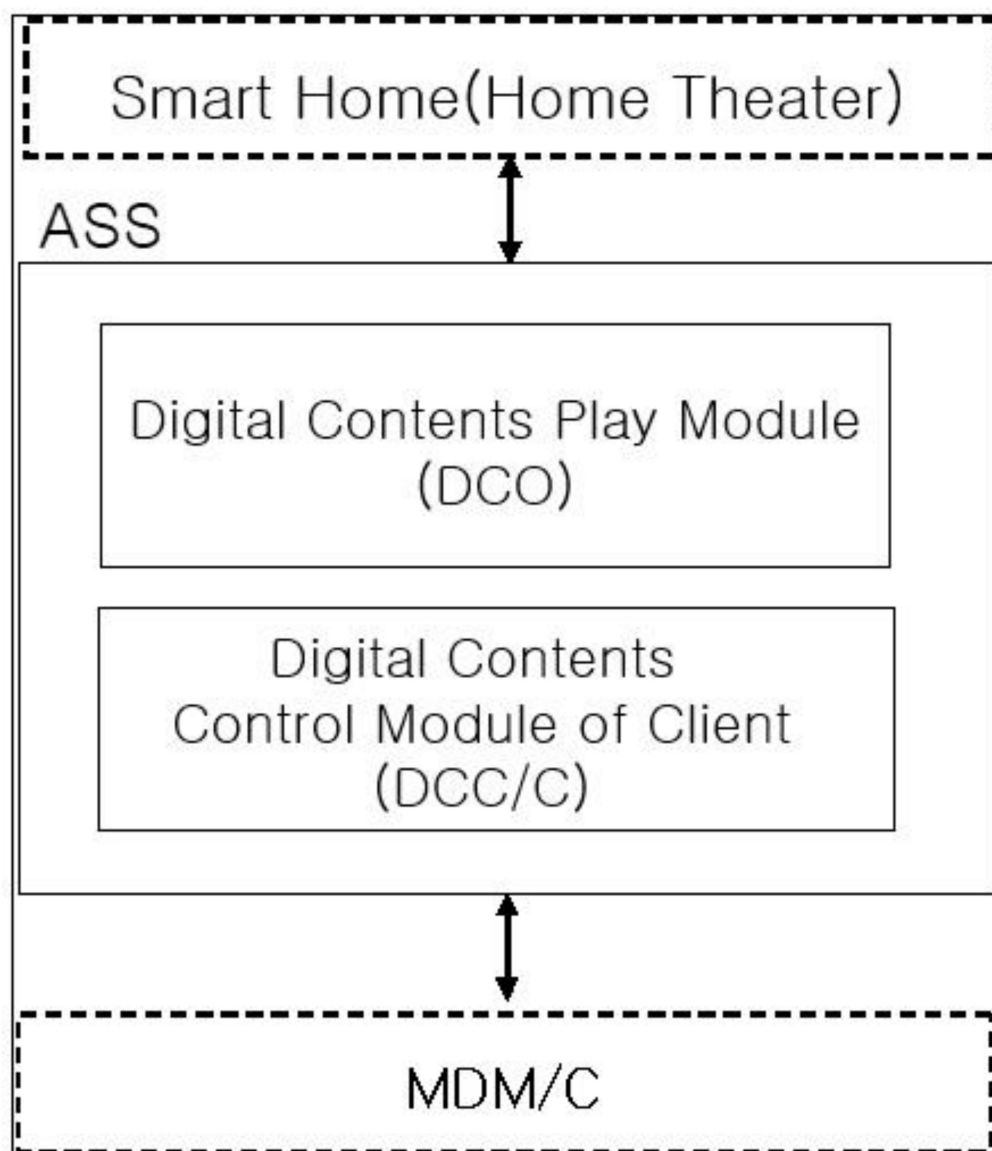 Smart Home(Home Theater)
ASS
Digital Contents Play Module
(DCO)
Digital Contents
Control Module of Client
(DCC/C)
MDM/C